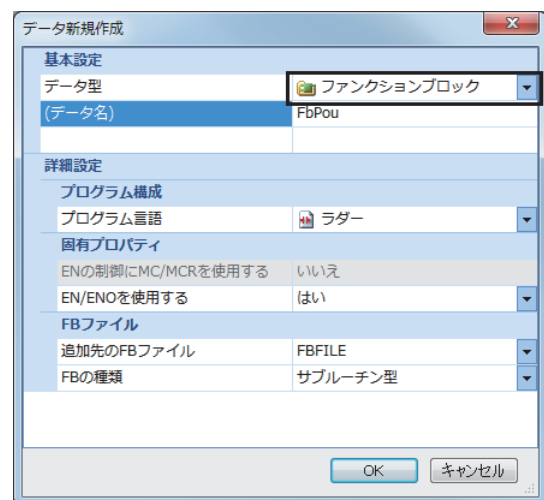 データ新規作成
基本設定
データ型 ファンクションブロック
(データ名) FbPou
詳細設定
プログラム構成
プログラム言語 ラダー
固有プロパティ
ENの制御にMC/MCRを使用する いいえ
EN/ENOを使用する はい
FBファイル
追加先のFBファイル FBFILE
FBの種類 サブルーチン型
OK キャンセル